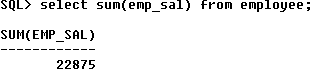 SQL> select sum(emp_sal) from employee;
SUM(EMP_SAL)
------------
22875